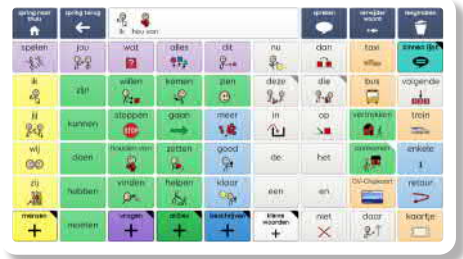 spring naar thuis
spring terug
ik hou van
spreken
verwijder woord
leegmaken
spelen jou wat alles dit nu dan taxi
ik zijn willen komen zien deze die bus volgende
jij kunnen stoppen gaan meer in op vertrekken trein
wij doen houden van zetten goed de het aankomen enkele
zij hebben vinden helpen klaar een en OV-Chipkaart retour
mensen moeten vragen acties beschrijven kleine woorden niet daar kaartje